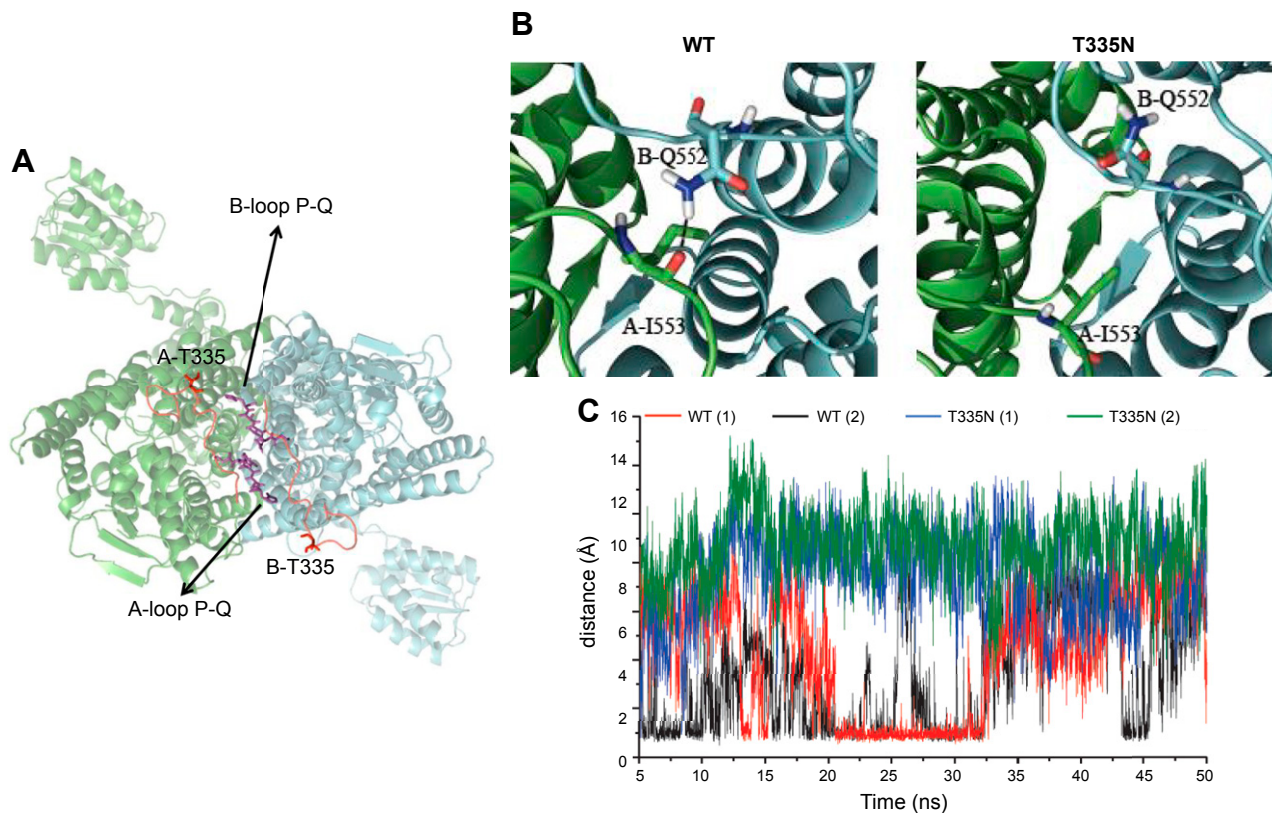 A
B-loop P-Q
A-T335
B-T335
A-loop P-Q
B
WT
T335N
B-Q552
A-I553
B-Q552
A-I553
C
WT (1) WT (2) T335N (1) T335N (2)
distance (Å)
16
14
12
10
8
6
4
2
0
5 10 15 20 25 30 35 40 45 50
Time (ns)